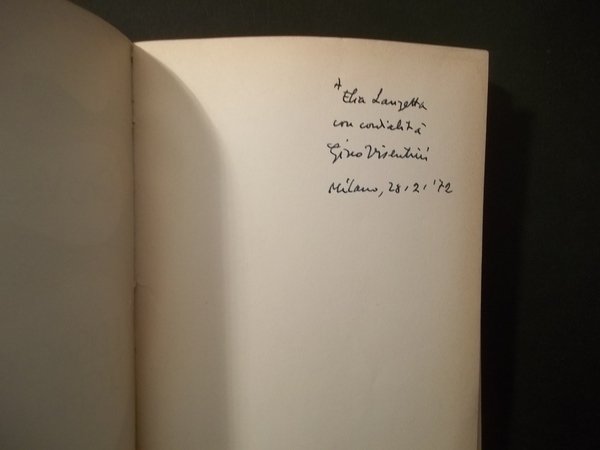 A Elia Lanzetta
con cordialità
Gino Visentini
Milano, 28.2.'72